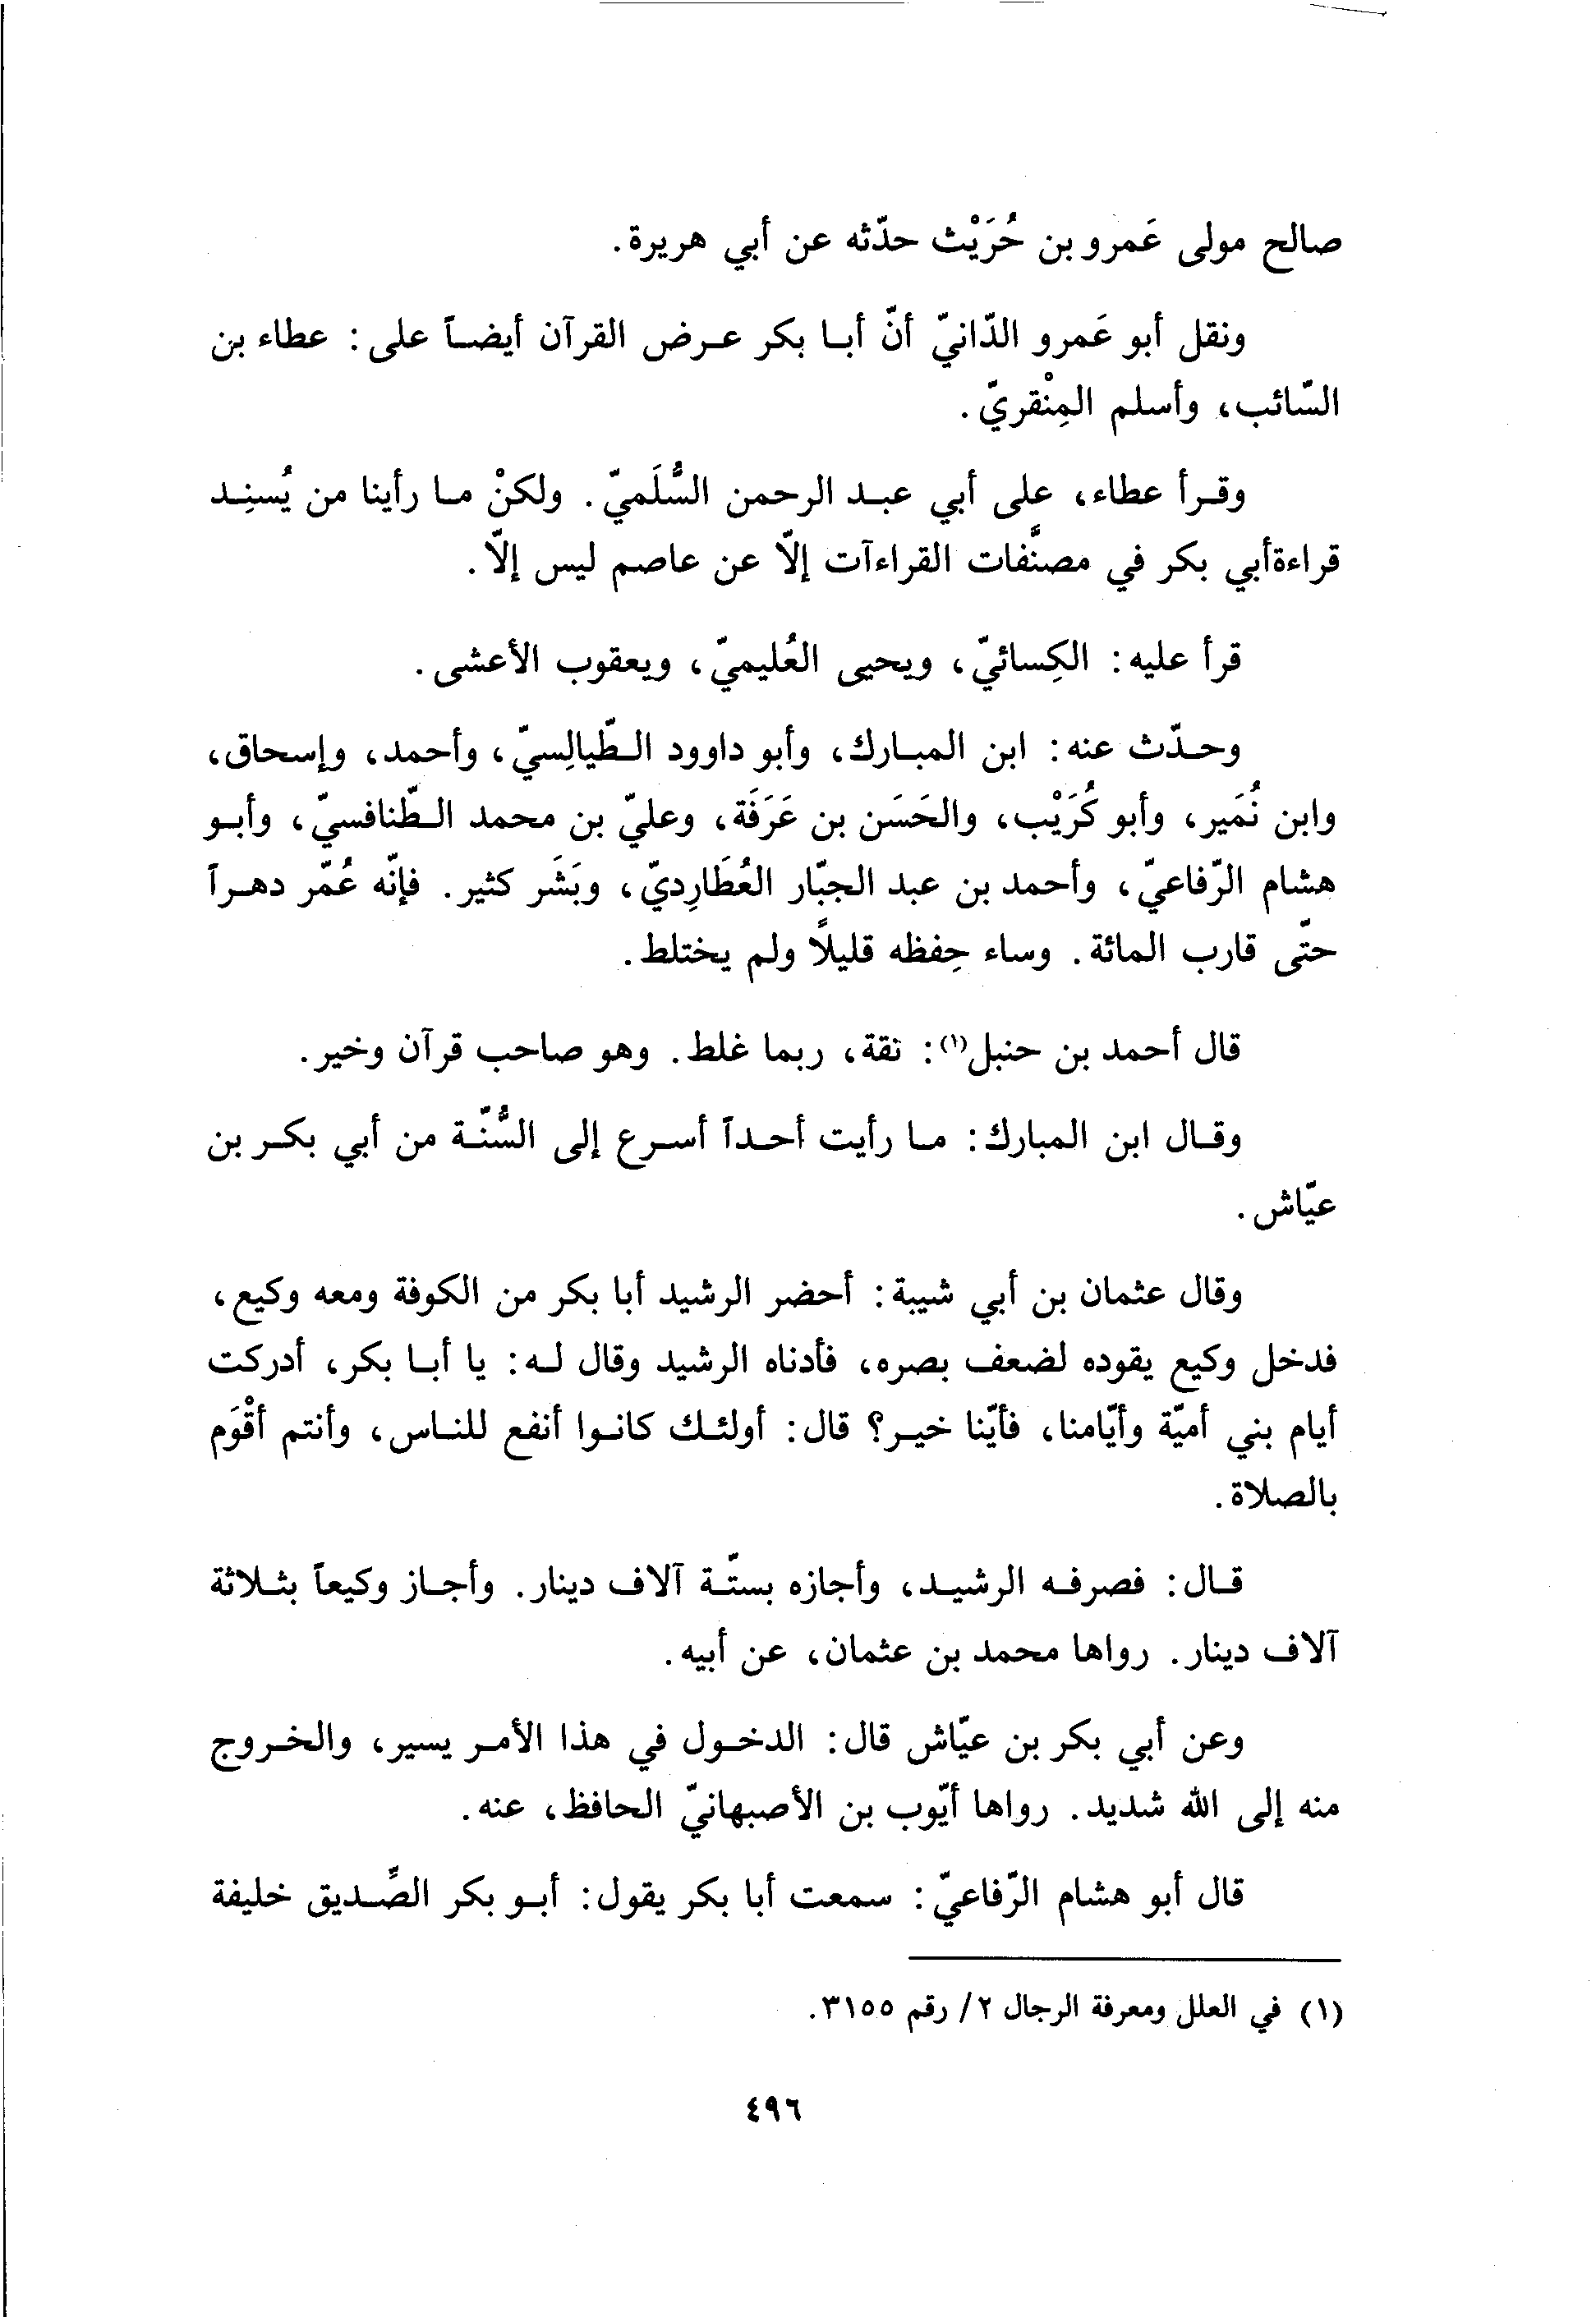 صالح مولى عَمرو بن حُرَيْث حدّثه عن أبي هريرة.
ونقل أبو عَمرو الدّانيّ أنّ أبا بكر عرض القرآن أيضاً على: عطاء بن
السّائب، وأسلم المِنْقريّ.
وقرأ عطاء، على أبي عبد الرحمن السُّلَميّ. ولكنْ ما رأينا من يُسنِد
قراءةأبي بكر في مصنَّفات القراءآت إلاّ عن عاصم ليس إلاّ.
قرأ عليه: الكِسائيّ، ويحيى العُليميّ، ويعقوب الأعشى.
وحدّث عنه: ابن المبارك، وأبو داوود الطّيالِسيّ، وأحمد، وإسحاق،
وابن نُمَير، وأبو كُرَيْب، والحَسَن بن عَرَفَة، وعليّ بن محمد الطّنافسيّ، وأبو
هشام الرّفاعيّ، وأحمد بن عبد الجبّار العُطَارِديّ، وبَشَر كثير. فإنّه عُمّر دهراً
حتّى قارب المائة. وساء حِفظه قليلاً ولم يختلط.
قال أحمد بن حنبل(١): ثقة، ربما غلط. وهو صاحب قرآن وخير.
وقال ابن المبارك: ما رأيت أحداً أسرع إلى السُّنّة من أبي بكر بن
عيّاش.
وقال عثمان بن أبي شيبة: أحضر الرشيد أبا بكر من الكوفة ومعه وكيع،
فدخل وكيع يقوده لضعف بصره، فأدناه الرشيد وقال له: يا أبا بكر، أدركت
أيام بني أميّة وأيّامنا، فأيّنا خير؟ قال: أولئك كانوا أنفع للناس، وأنتم أقْوَم
بالصلاة.
قال: فصرفه الرشيد، وأجازه بستّة آلاف دينار. وأجاز وكيعاً بثلاثة
آلاف دينار. رواها محمد بن عثمان، عن أبيه.
وعن أبي بكر بن عيّاش قال: الدخول في هذا الأمر يسير، والخروج
منه إلى الله شديد. رواها أيّوب بن الأصبهانيّ الحافظ، عنه.
قال أبو هشام الرّفاعيّ: سمعت أبا بكر يقول: أبو بكر الصِّديق خليفة
(١) في العلل ومعرفة الرجال ٢/ رقم ٣١٥٥.
٤٩٦